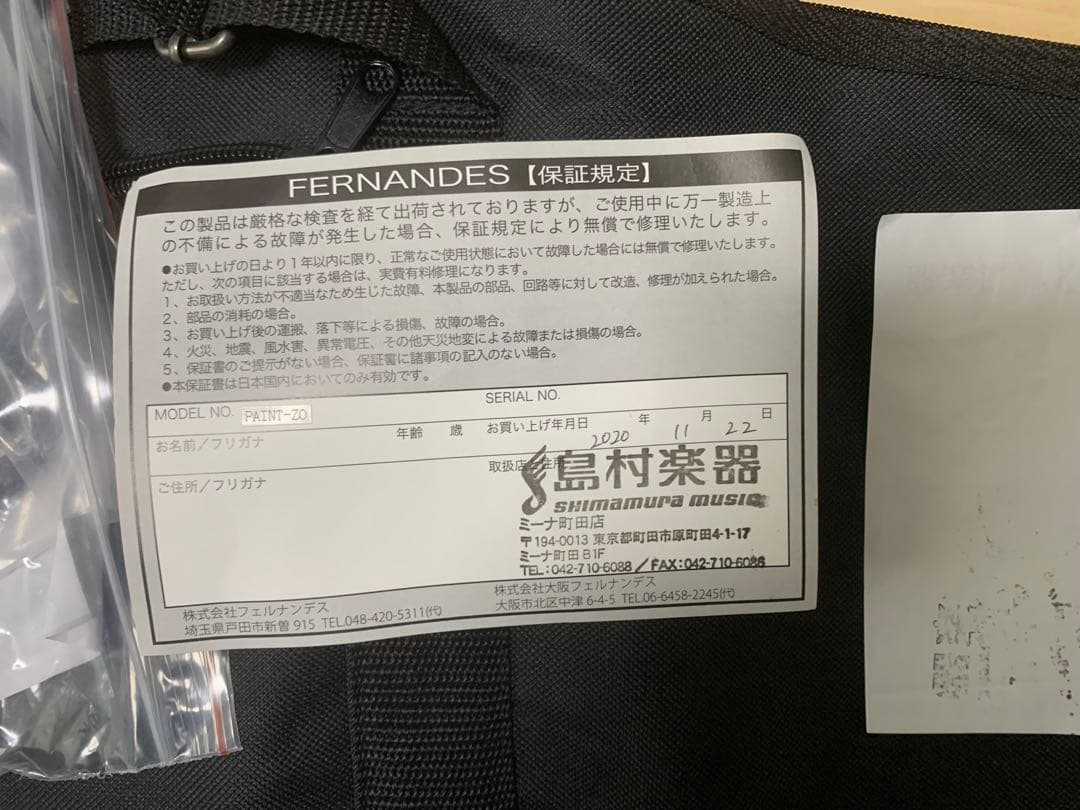 FERNANDES【保証規定】
この製品は厳格な検査を経て出荷されておりますが、ご使用中に万一製造上
の不備による故障が発生した場合、保証規定により無償で修理いたします。
●お買い上げの日より1年以内に限り、正常なご使用状態において故障した場合には無償で修理いたします。
ただし、次の項目に該当する場合は、実費有料修理になります。
1、お取扱い方法が不適当なため生じた故障、本製品の部品、回路等に対して改造、修理が加えられた場合。
2、部品の消耗の場合。
3、お買い上げ後の運搬、落下等による損傷、故障の場合。
4、火災、地震、風水害、異常電圧、その他天災地変による故障または損傷の場合。
5、保証書のご提示がない場合、保証書に諸事項の記入のない場合。
●本保証書は日本国内においてのみ有効です。
MODEL NO. PAINT-ZO SERIAL NO.
お名前/フリガナ 年齢 歳 お買い上げ年月日 2020 年 11 月 22 日
ご住所/フリガナ 取扱店 住所
島村楽器
SHIMAMURA MUSIC
ミーナ町田店
〒194-0013 東京都町田市原町田4-1-17
ミーナ町田 B1F
TEL:042-710-6088/FAX:042-710-6086
株式会社フェルナンデス
埼玉県戸田市新曽 915 TEL.048-420-5311(代)
株式会社大阪フェルナンデス
大阪市北区中津 6-4-5 TEL.06-6458-2245(代)